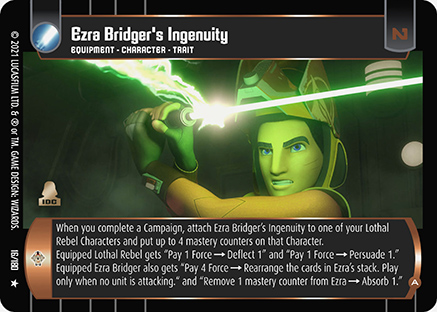 Ezra Bridger's Ingenuity
EQUIPMENT - CHARACTER - TRAIT
N
© 2021 LUCASFILM LTD. & ® OR TM. GAME DESIGN: WIZARDS.
IDC
16/180
When you complete a Campaign, attach Ezra Bridger's Ingenuity to one of your Lothal
Rebel Characters and put up to 4 mastery counters on that Character.
Equipped Lothal Rebel gets "Pay 1 Force → Deflect 1" and "Pay 1 Force → Persuade 1."
Equipped Ezra Bridger also gets "Pay 4 Force → Rearrange the cards in Ezra's stack. Play
only when no unit is attacking." and "Remove 1 mastery counter from Ezra → Absorb 1."
A